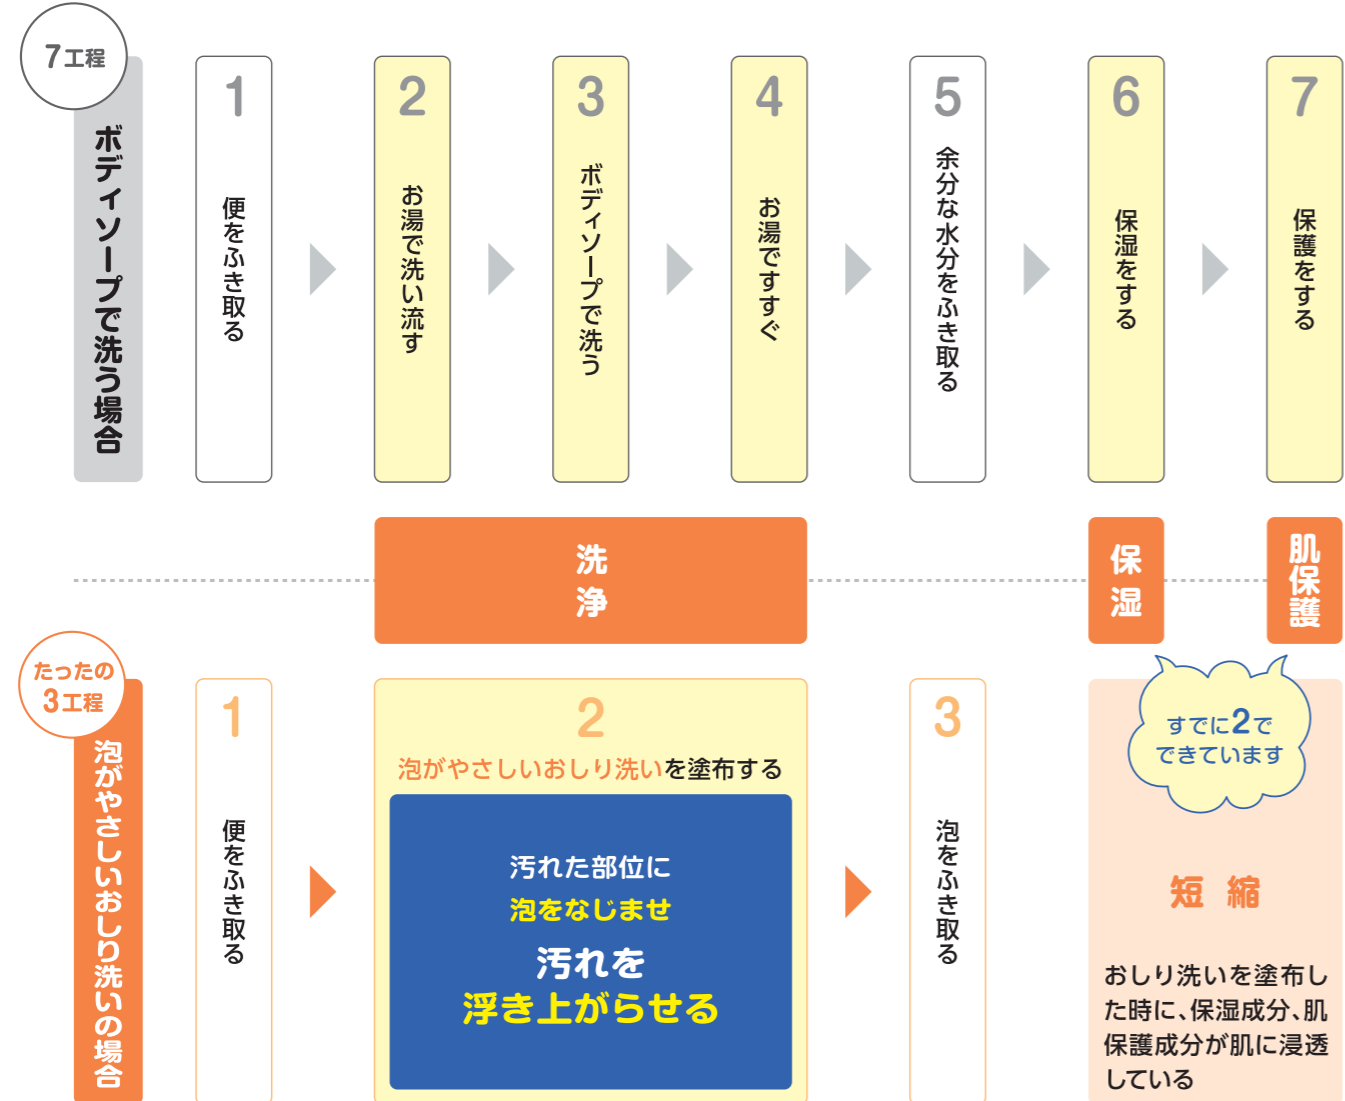 7工程
ボディソープで洗う場合
1
便をふき取る
2
お湯で洗い流す
3
ボディソープで洗う
4
お湯ですすぐ
5
余分な水分をふき取る
6
保湿をする
7
保護をする
洗浄
保湿
肌保護
たったの
3工程
泡がやさしいおしり洗いの場合
1
便をふき取る
2
泡がやさしいおしり洗いを塗布する
汚れた部位に
泡をなじませ
汚れを
浮き上がらせる
3
泡をふき取る
すでに2で
できています
短縮
おしり洗いを塗布し
た時に、保湿成分、肌
保護成分が肌に浸透
している